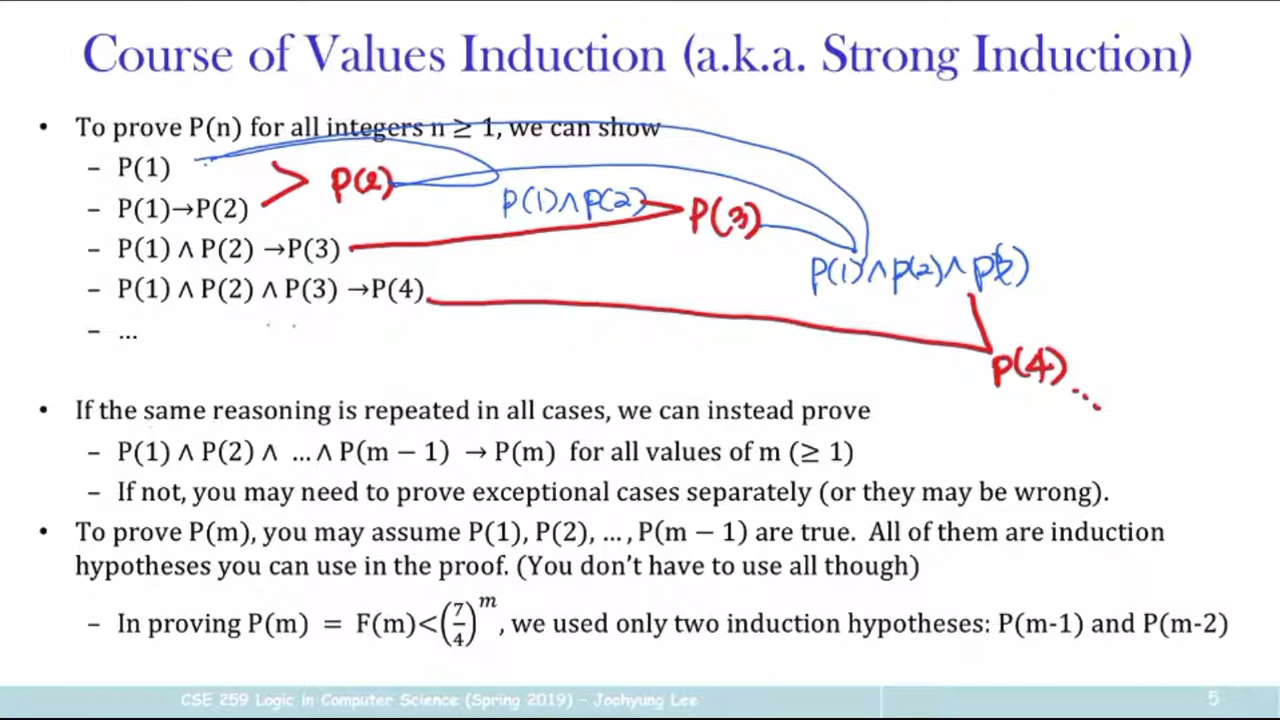 Course of Values Induction (a.k.a. Strong Induction)
• To prove P(n) for all integers n ≥ 1, we can show
– P(1)
– P(1)→P(2)
P(2)
P(1)∧P(2)
P(3)
– P(1) ∧ P(2) →P(3)
P(1)∧P(2)∧P(3)
– P(1) ∧ P(2) ∧ P(3) →P(4)
– ...
P(4) ...
• If the same reasoning is repeated in all cases, we can instead prove
– P(1) ∧ P(2) ∧ ... ∧ P(m − 1) → P(m) for all values of m (≥ 1)
– If not, you may need to prove exceptional cases separately (or they may be wrong).
• To prove P(m), you may assume P(1), P(2), ..., P(m − 1) are true. All of them are induction
hypotheses you can use in the proof. (You don't have to use all though)
– In proving P(m) = F(m)<(7/4)^m, we used only two induction hypotheses: P(m-1) and P(m-2)
CSE 259 Logic in Computer Science (Spring 2019) – Joohyung Lee
5